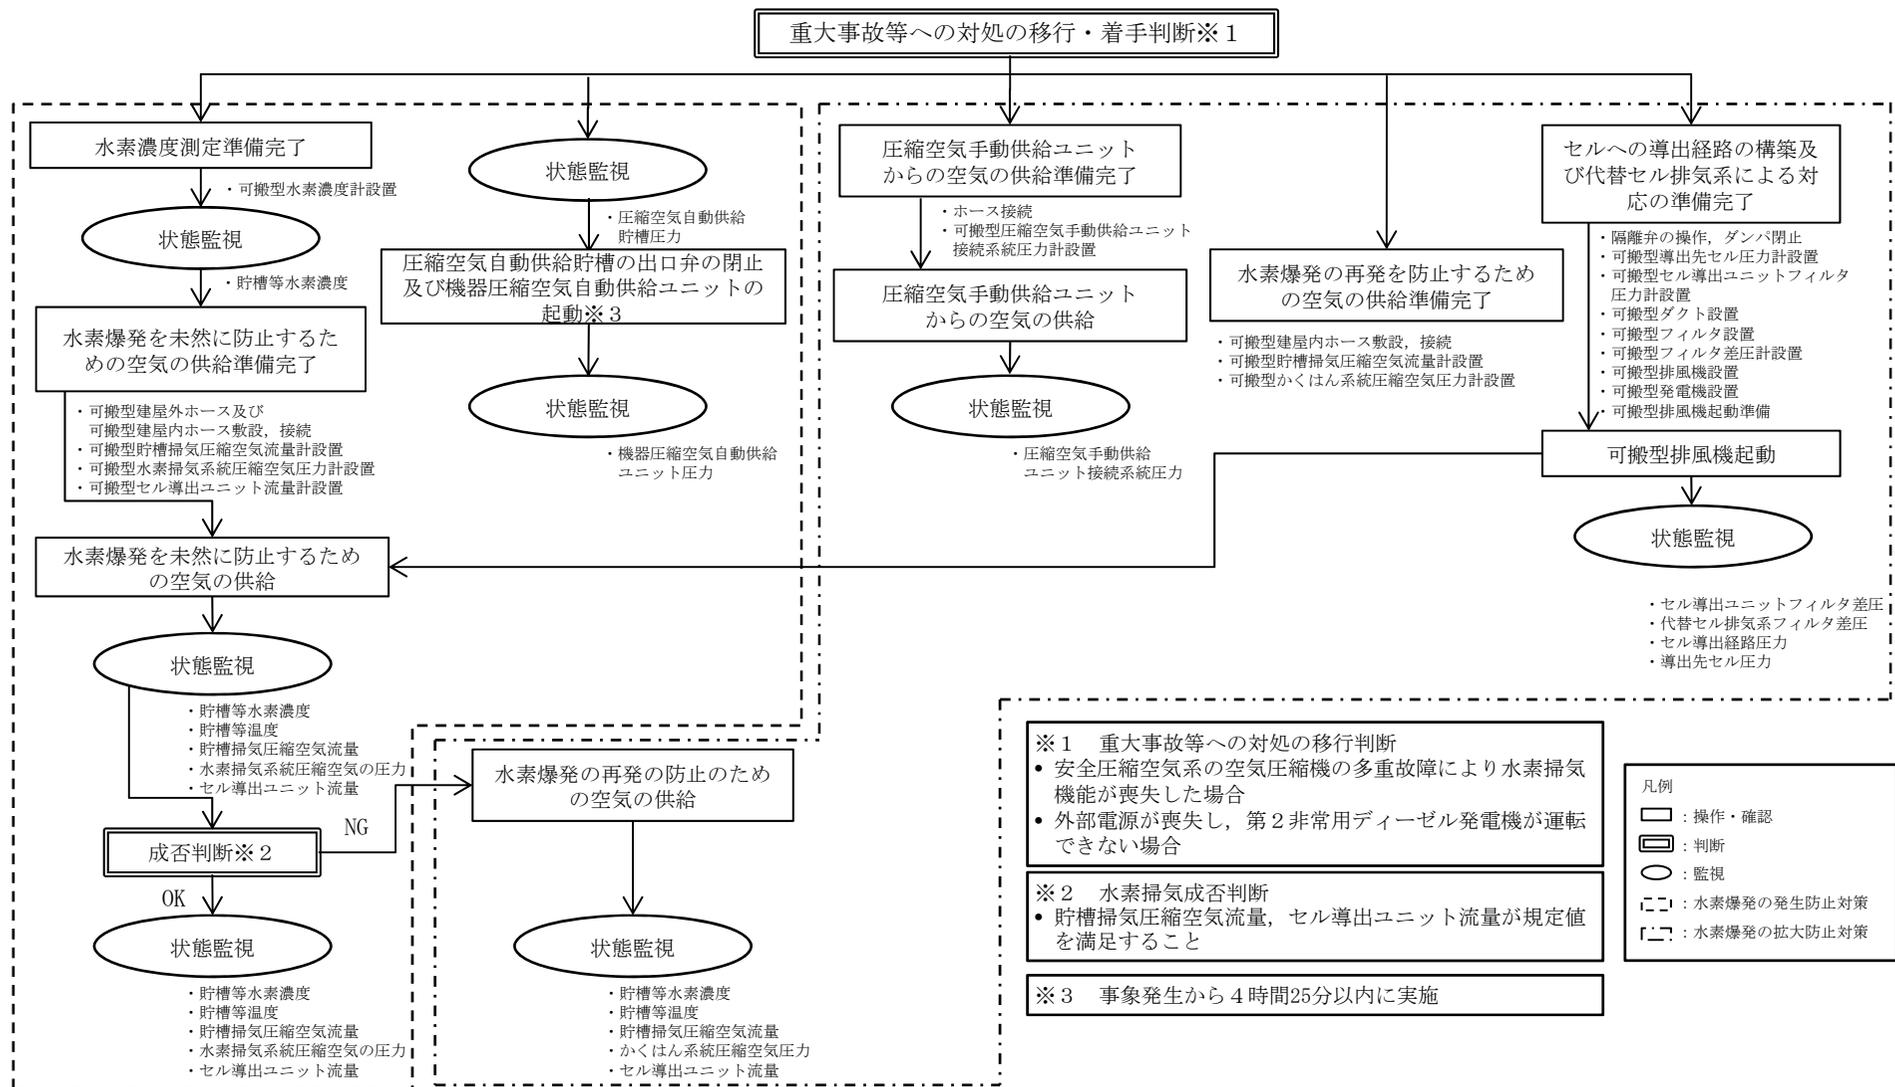 重大事故等への対処の移行・着手判断※１
水素濃度測定準備完了
・可搬型水素濃度計設置
状態監視
・貯槽等水素濃度
水素爆発を未然に防止するた
めの空気の供給準備完了
・可搬型建屋外ホース及び
可搬型建屋内ホース敷設，接続
・可搬型貯槽掃気圧縮空気流量計設置
・可搬型水素掃気系統圧縮空気圧力計設置
・可搬型セル導出ユニット流量計設置
水素爆発を未然に防止するため
の空気の供給
状態監視
・貯槽等水素濃度
・貯槽等温度
・貯槽掃気圧縮空気流量
・水素掃気系統圧縮空気の圧力
・セル導出ユニット流量
成否判断※２
NG
OK
状態監視
・貯槽等水素濃度
・貯槽等温度
・貯槽掃気圧縮空気流量
・水素掃気系統圧縮空気の圧力
・セル導出ユニット流量
状態監視
・圧縮空気自動供給
貯槽圧力
圧縮空気自動供給貯槽の出口弁の閉止
及び機器圧縮空気自動供給ユニットの
起動※３
状態監視
・機器圧縮空気自動供給
ユニット圧力
水素爆発の再発の防止のため
の空気の供給
状態監視
・貯槽等水素濃度
・貯槽等温度
・貯槽掃気圧縮空気流量
・かくはん系統圧縮空気圧力
・セル導出ユニット流量
圧縮空気手動供給ユニット
からの空気の供給準備完了
・ホース接続
・可搬型圧縮空気手動供給ユニット
接続系統圧力計設置
圧縮空気手動供給ユニット
からの空気の供給
状態監視
・圧縮空気手動供給
ユニット接続系統圧力
水素爆発の再発を防止するため
の空気の供給準備完了
・可搬型建屋内ホース敷設，接続
・可搬型貯槽掃気圧縮空気流量計設置
・可搬型かくはん系統圧縮空気圧力計設置
セルへの導出経路の構築及
び代替セル排気系による対
応の準備完了
・隔離弁の操作，ダンパ閉止
・可搬型導出先セル圧力計設置
・可搬型セル導出ユニットフィルタ
圧力計設置
・可搬型ダクト設置
・可搬型フィルタ設置
・可搬型フィルタ差圧計設置
・可搬型排風機設置
・可搬型発電機設置
・可搬型排風機起動準備
可搬型排風機起動
状態監視
・セル導出ユニットフィルタ差圧
・代替セル排気系フィルタ差圧
・セル導出経路圧力
・導出先セル圧力
※１　重大事故等への対処の移行判断
• 安全圧縮空気系の空気圧縮機の多重故障により水素掃気
機能が喪失した場合
• 外部電源が喪失し，第２非常用ディーゼル発電機が運転
できない場合
※２　水素掃気成否判断
• 貯槽掃気圧縮空気流量，セル導出ユニット流量が規定値
を満足すること
※３　事象発生から４時間25分以内に実施
凡例
：操作・確認
：判断
：監視
：水素爆発の発生防止対策
：水素爆発の拡大防止対策